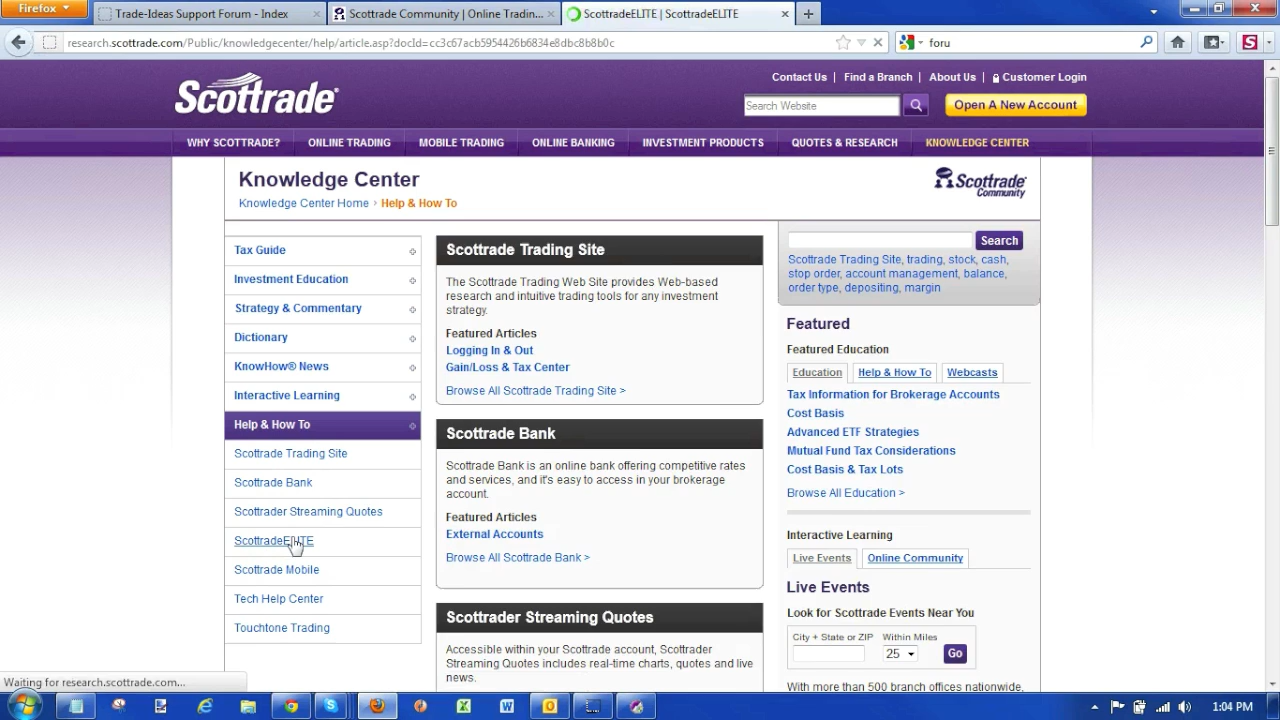 Firefox
Trade-Ideas Support Forum - Index
Scottrade Community | Online Tradin...
ScottradeELITE | ScottradeELITE
research.scottrade.com/Public/knowledgecenter/help/article.asp?docId=cc3c67acb5954426b6834e8dbc8b8b0c
foru
Contact Us
Find a Branch
About Us
Customer Login
Scottrade
Search Website
Open A New Account
WHY SCOTTRADE?
ONLINE TRADING
MOBILE TRADING
ONLINE BANKING
INVESTMENT PRODUCTS
QUOTES & RESEARCH
KNOWLEDGE CENTER
Knowledge Center
Knowledge Center Home › Help & How To
Scottrade
Community
Tax Guide
Investment Education
Strategy & Commentary
Dictionary
KnowHow® News
Interactive Learning
Help & How To
Scottrade Trading Site
Scottrade Bank
Scottrader Streaming Quotes
ScottradeELITE
Scottrade Mobile
Tech Help Center
Touchtone Trading
Scottrade Trading Site
The Scottrade Trading Web Site provides Web-based
research and intuitive trading tools for any investment
strategy.
Featured Articles
Logging In & Out
Gain/Loss & Tax Center
Browse All Scottrade Trading Site >
Scottrade Bank
Scottrade Bank is an online bank offering competitive rates
and services, and it's easy to access in your brokerage
account.
Featured Articles
External Accounts
Browse All Scottrade Bank >
Scottrader Streaming Quotes
Accessible within your Scottrade account, Scottrader
Streaming Quotes includes real-time charts, quotes and live
news.
Search
Scottrade Trading Site, trading, stock, cash,
stop order, account management, balance,
order type, depositing, margin
Featured
Featured Education
Education
Help & How To
Webcasts
Tax Information for Brokerage Accounts
Cost Basis
Advanced ETF Strategies
Mutual Fund Tax Considerations
Cost Basis & Tax Lots
Browse All Education >
Interactive Learning
Live Events
Online Community
Live Events
Look for Scottrade Events Near You
City + State or ZIP
Within Miles
25
Go
With more than 500 branch offices nationwide,
Waiting for research.scottrade.com...
1:04 PM